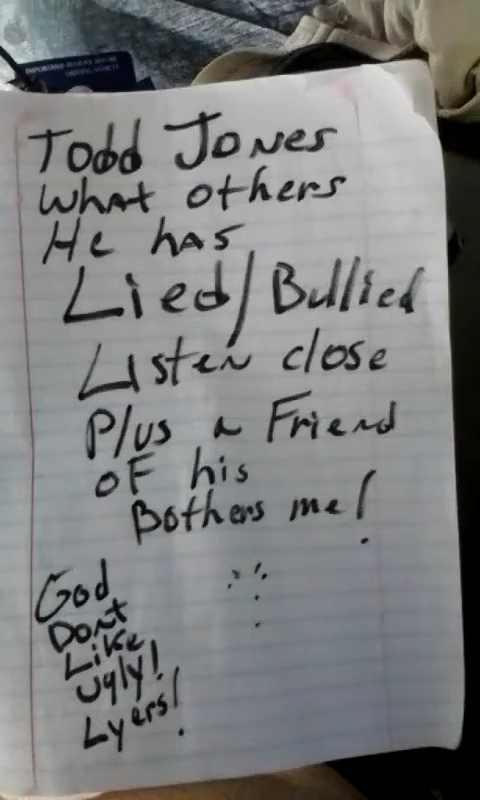 IMPORTANT:
Todd Jones
What others
He has
Lied/Bullied
Listen close
Plus a Friend
of his
Bothers me!
God
Dont
Like
Ugly!
Lyers!